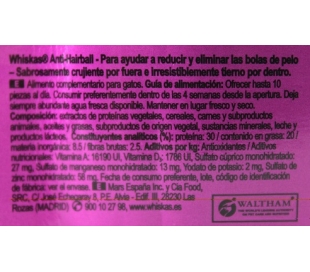 Whiskas® Anti-Hairball - Para ayudar a reducir y eliminar las bolas de pelo
- Sabrosamente crujiente por fuera e irresistiblemente tierno por dentro.
Alimento complementario para gatos. Guía de alimentación: Ofrecer hasta 10
piezas al día. Consumir preferentemente dentro de las 4 semanas desde la apertura. Deja
siempre abundante agua fresca disponible. Mantener en lugar fresco y seco.
Composición: extractos de proteínas vegetales, cereales, carnes y subproductos
animales, aceites y grasas, subproductos de origen vegetal, sustancias minerales, leche y
productos lácteos. Constituyentes analíticos (%): proteína: 30 / contenido en grasa: 20 /
materia inorgánica: 8.5 / fibras brutas: 2.5. Aditivos por kg: Antioxidantes / Aditivos
nutricionales: Vitamina A: 16190 UI, Vitamina D₃: 1786 UI, Sulfato cúprico monohidratado:
27 mg, Sulfato de manganeso monohidratado: 13 mg, Yodato de potasio: 2 mg, Sulfato de
zinc monohidratado: 58 mg. Fecha de consumo preferente, lote, código de identificación
de fábrica: ver el envasado. Mars España Inc. y Cía Food,
SRC, C/ José Echegaray 8, P.E. Alvia - Edif. III, 28230 Las
Rozas (MADRID) 900 10 27 98, www.whiskas.es
WALTHAM®